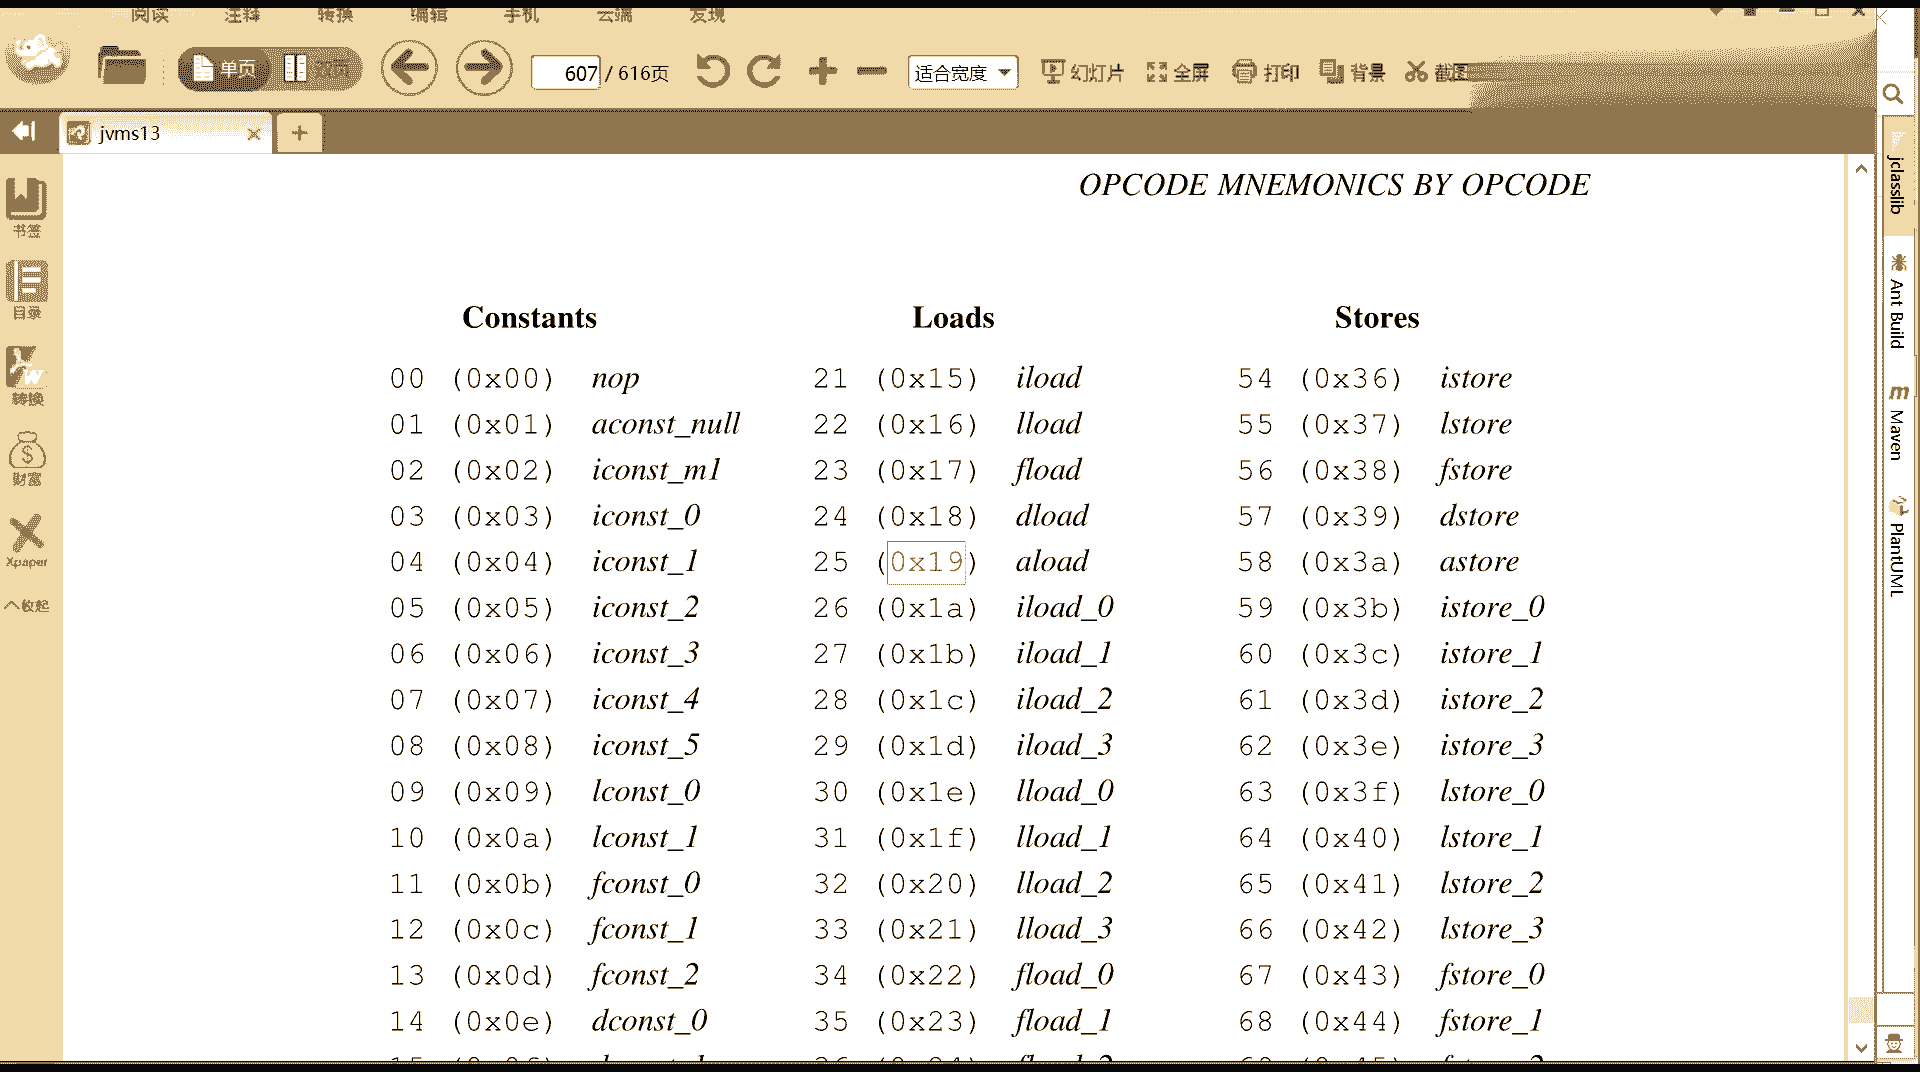 阅读 注释 转换 编辑 手机 云端 发现
单页 双页 607 / 616页 适合宽度 幻灯片 全屏 打印 背景 截图
jvms13
书签
目录
转换
财富
Xpaper
收起
OPCODE MNEMONICS BY OPCODE
Constants Loads Stores
00 (0x00) nop 21 (0x15) iload 54 (0x36) istore
01 (0x01) aconst_null 22 (0x16) lload 55 (0x37) lstore
02 (0x02) iconst_m1 23 (0x17) fload 56 (0x38) fstore
03 (0x03) iconst_0 24 (0x18) dload 57 (0x39) dstore
04 (0x04) iconst_1 25 (0x19) aload 58 (0x3a) astore
05 (0x05) iconst_2 26 (0x1a) iload_0 59 (0x3b) istore_0
06 (0x06) iconst_3 27 (0x1b) iload_1 60 (0x3c) istore_1
07 (0x07) iconst_4 28 (0x1c) iload_2 61 (0x3d) istore_2
08 (0x08) iconst_5 29 (0x1d) iload_3 62 (0x3e) istore_3
09 (0x09) lconst_0 30 (0x1e) lload_0 63 (0x3f) lstore_0
10 (0x0a) lconst_1 31 (0x1f) lload_1 64 (0x40) lstore_1
11 (0x0b) fconst_0 32 (0x20) lload_2 65 (0x41) lstore_2
12 (0x0c) fconst_1 33 (0x21) lload_3 66 (0x42) lstore_3
13 (0x0d) fconst_2 34 (0x22) fload_0 67 (0x43) fstore_0
14 (0x0e) dconst_0 35 (0x23) fload_1 68 (0x44) fstore_1
jclasslib
Ant Build
Maven
PlantUML